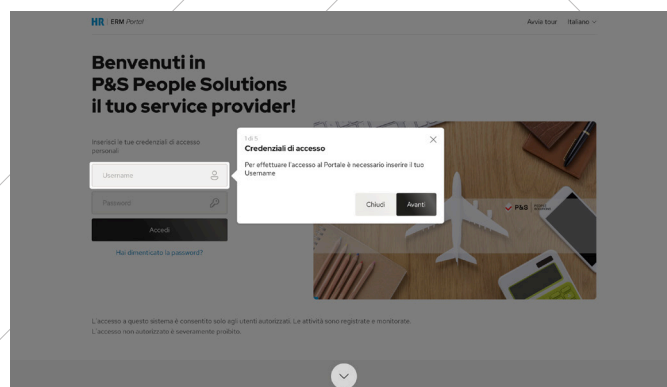 HR ERM Portal
Avvia tour Italiano
Benvenuti in
P&S People Solutions
il tuo service provider!
Inserisci le tue credenziali di accesso
personali
Username
Password
Accedi
Hai dimenticato la password?
1 di 5
Credenziali di accesso
Per effettuare l'accesso al Portale è necessario inserire il tuo
Username
Chiudi Avanti
P&S
L'accesso a questo sistema è consentito solo agli utenti autorizzati. Le attività sono registrate e monitorate.
L'accesso non autorizzato è severamente proibito.